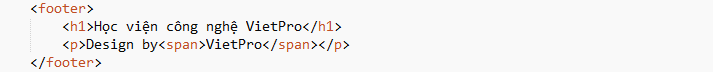 <footer>
<h1>Học viện công nghệ VietPro</h1>
<p>Design by<span>VietPro</span></p>
</footer>